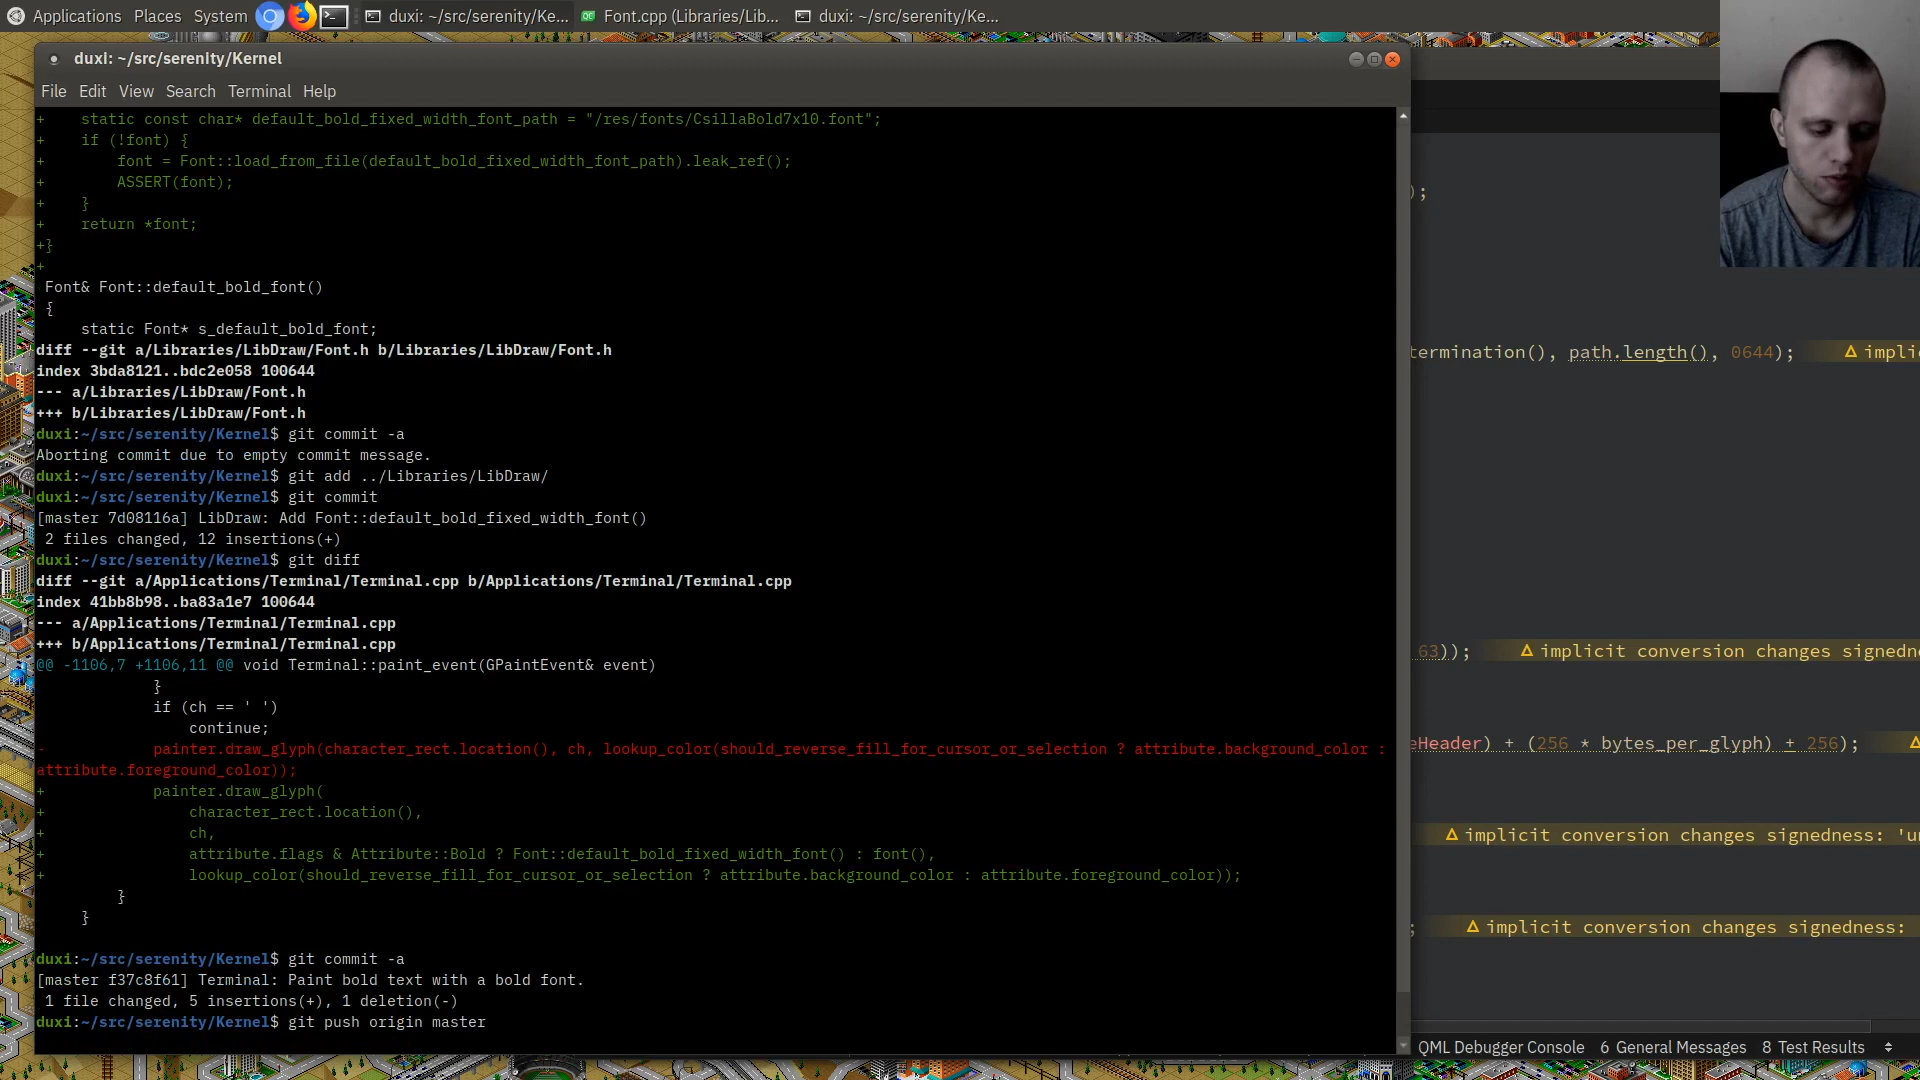 Applications Places System duxi: ~/src/serenity/Ke... Font.cpp (Libraries/Lib... duxi: ~/src/serenity/Ke...
duxi: ~/src/serenity/Kernel
File Edit View Search Terminal Help
+    static const char* default_bold_fixed_width_font_path = "/res/fonts/CsillaBold7x10.font";
+    if (!font) {
+        font = Font::load_from_file(default_bold_fixed_width_font_path).leak_ref();
+        ASSERT(font);
+    }
+    return *font;
+}
+
 Font& Font::default_bold_font()
 {
     static Font* s_default_bold_font;
diff --git a/Libraries/LibDraw/Font.h b/Libraries/LibDraw/Font.h
index 3bda8121..bdc2e058 100644
--- a/Libraries/LibDraw/Font.h
+++ b/Libraries/LibDraw/Font.h
duxi:~/src/serenity/Kernel$ git commit -a
Aborting commit due to empty commit message.
duxi:~/src/serenity/Kernel$ git add ../Libraries/LibDraw/
duxi:~/src/serenity/Kernel$ git commit
[master 7d08116a] LibDraw: Add Font::default_bold_fixed_width_font()
 2 files changed, 12 insertions(+)
duxi:~/src/serenity/Kernel$ git diff
diff --git a/Applications/Terminal/Terminal.cpp b/Applications/Terminal/Terminal.cpp
index 41bb8b98..ba83a1e7 100644
--- a/Applications/Terminal/Terminal.cpp
+++ b/Applications/Terminal/Terminal.cpp
@@ -1106,7 +1106,11 @@ void Terminal::paint_event(GPaintEvent& event)
             }
             if (ch == ' ')
                 continue;
-            painter.draw_glyph(character_rect.location(), ch, lookup_color(should_reverse_fill_for_cursor_or_selection ? attribute.background_color :
attribute.foreground_color));
+            painter.draw_glyph(
+                character_rect.location(),
+                ch,
+                attribute.flags & Attribute::Bold ? Font::default_bold_fixed_width_font() : font(),
+                lookup_color(should_reverse_fill_for_cursor_or_selection ? attribute.background_color : attribute.foreground_color));
         }
     }
duxi:~/src/serenity/Kernel$ git commit -a
[master f37c8f61] Terminal: Paint bold text with a bold font.
 1 file changed, 5 insertions(+), 1 deletion(-)
duxi:~/src/serenity/Kernel$ git push origin master
);
termination(), path.length(), 0644); impli
63)); implicit conversion changes signedn
eHeader) + (256 * bytes_per_glyph) + 256);
implicit conversion changes signedness: 'u
; implicit conversion changes signedness:
QML Debugger Console 6 General Messages 8 Test Results